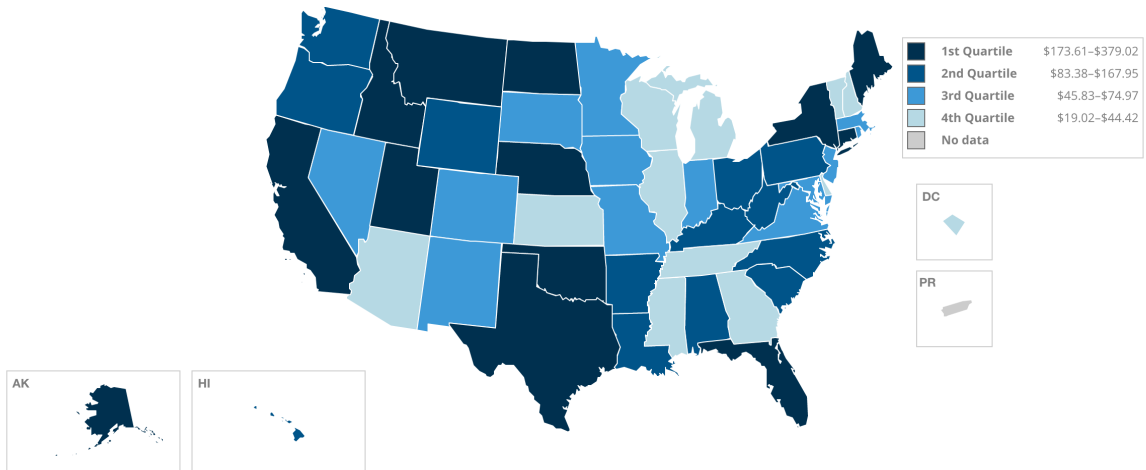 1st Quartile $173.61–$379.02
2nd Quartile $83.38–$167.95
3rd Quartile $45.83–$74.97
4th Quartile $19.02–$44.42
No data
DC
PR
AK
HI